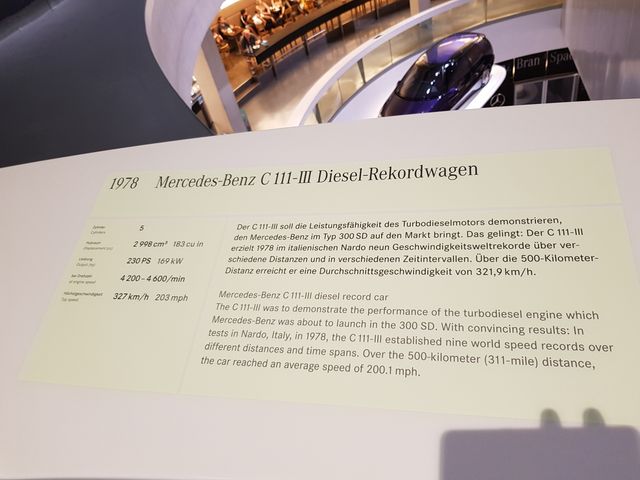 Bran Spa
1978 Mercedes-Benz C 111-III Diesel-Rekordwagen
Zylinder
Cylinders
5
Hubraum
Displacement (cc)
2 998 cm³ 183 cu in
Leistung
Output (hp)
230 PS 169 kW
bei Drehzahl
at engine speed
4 200 – 4 600/min
Höchstgeschwindigkeit
Top speed
327 km/h 203 mph
Der C 111-III soll die Leistungsfähigkeit des Turbodieselmotors demonstrieren,
den Mercedes-Benz im Typ 300 SD auf den Markt bringt. Das gelingt: Der C 111-III
erzielt 1978 im italienischen Nardo neun Geschwindigkeitsweltrekorde über ver-
schiedene Distanzen und in verschiedenen Zeitintervallen. Über die 500-Kilometer-
Distanz erreicht er eine Durchschnittsgeschwindigkeit von 321,9 km/h.
Mercedes-Benz C 111-III diesel record car
The C 111-III was to demonstrate the performance of the turbodiesel engine which
Mercedes-Benz was about to launch in the 300 SD. With convincing results: In
tests in Nardo, Italy, in 1978, the C 111-III established nine world speed records over
different distances and time spans. Over the 500-kilometer (311-mile) distance,
the car reached an average speed of 200.1 mph.